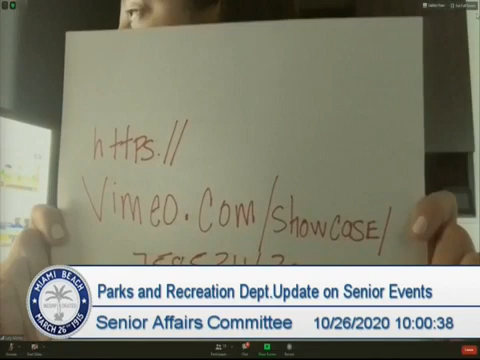 https://
Vimeo.com/showcase/
MIAMI BEACH
MARCH 26TH 1915
Parks and Recreation Dept.Update on Senior Events
Senior Affairs Committee 10/26/2020 10:00:38